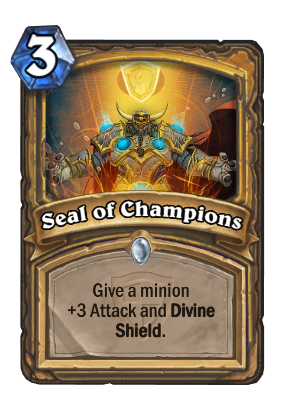 3
Seal of Champions
Give a minion
+3 Attack and Divine
Shield.